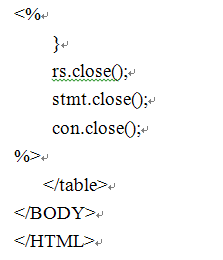 <%
}
rs.close();
stmt.close();
con.close();
%>
</table>
</BODY>
</HTML>